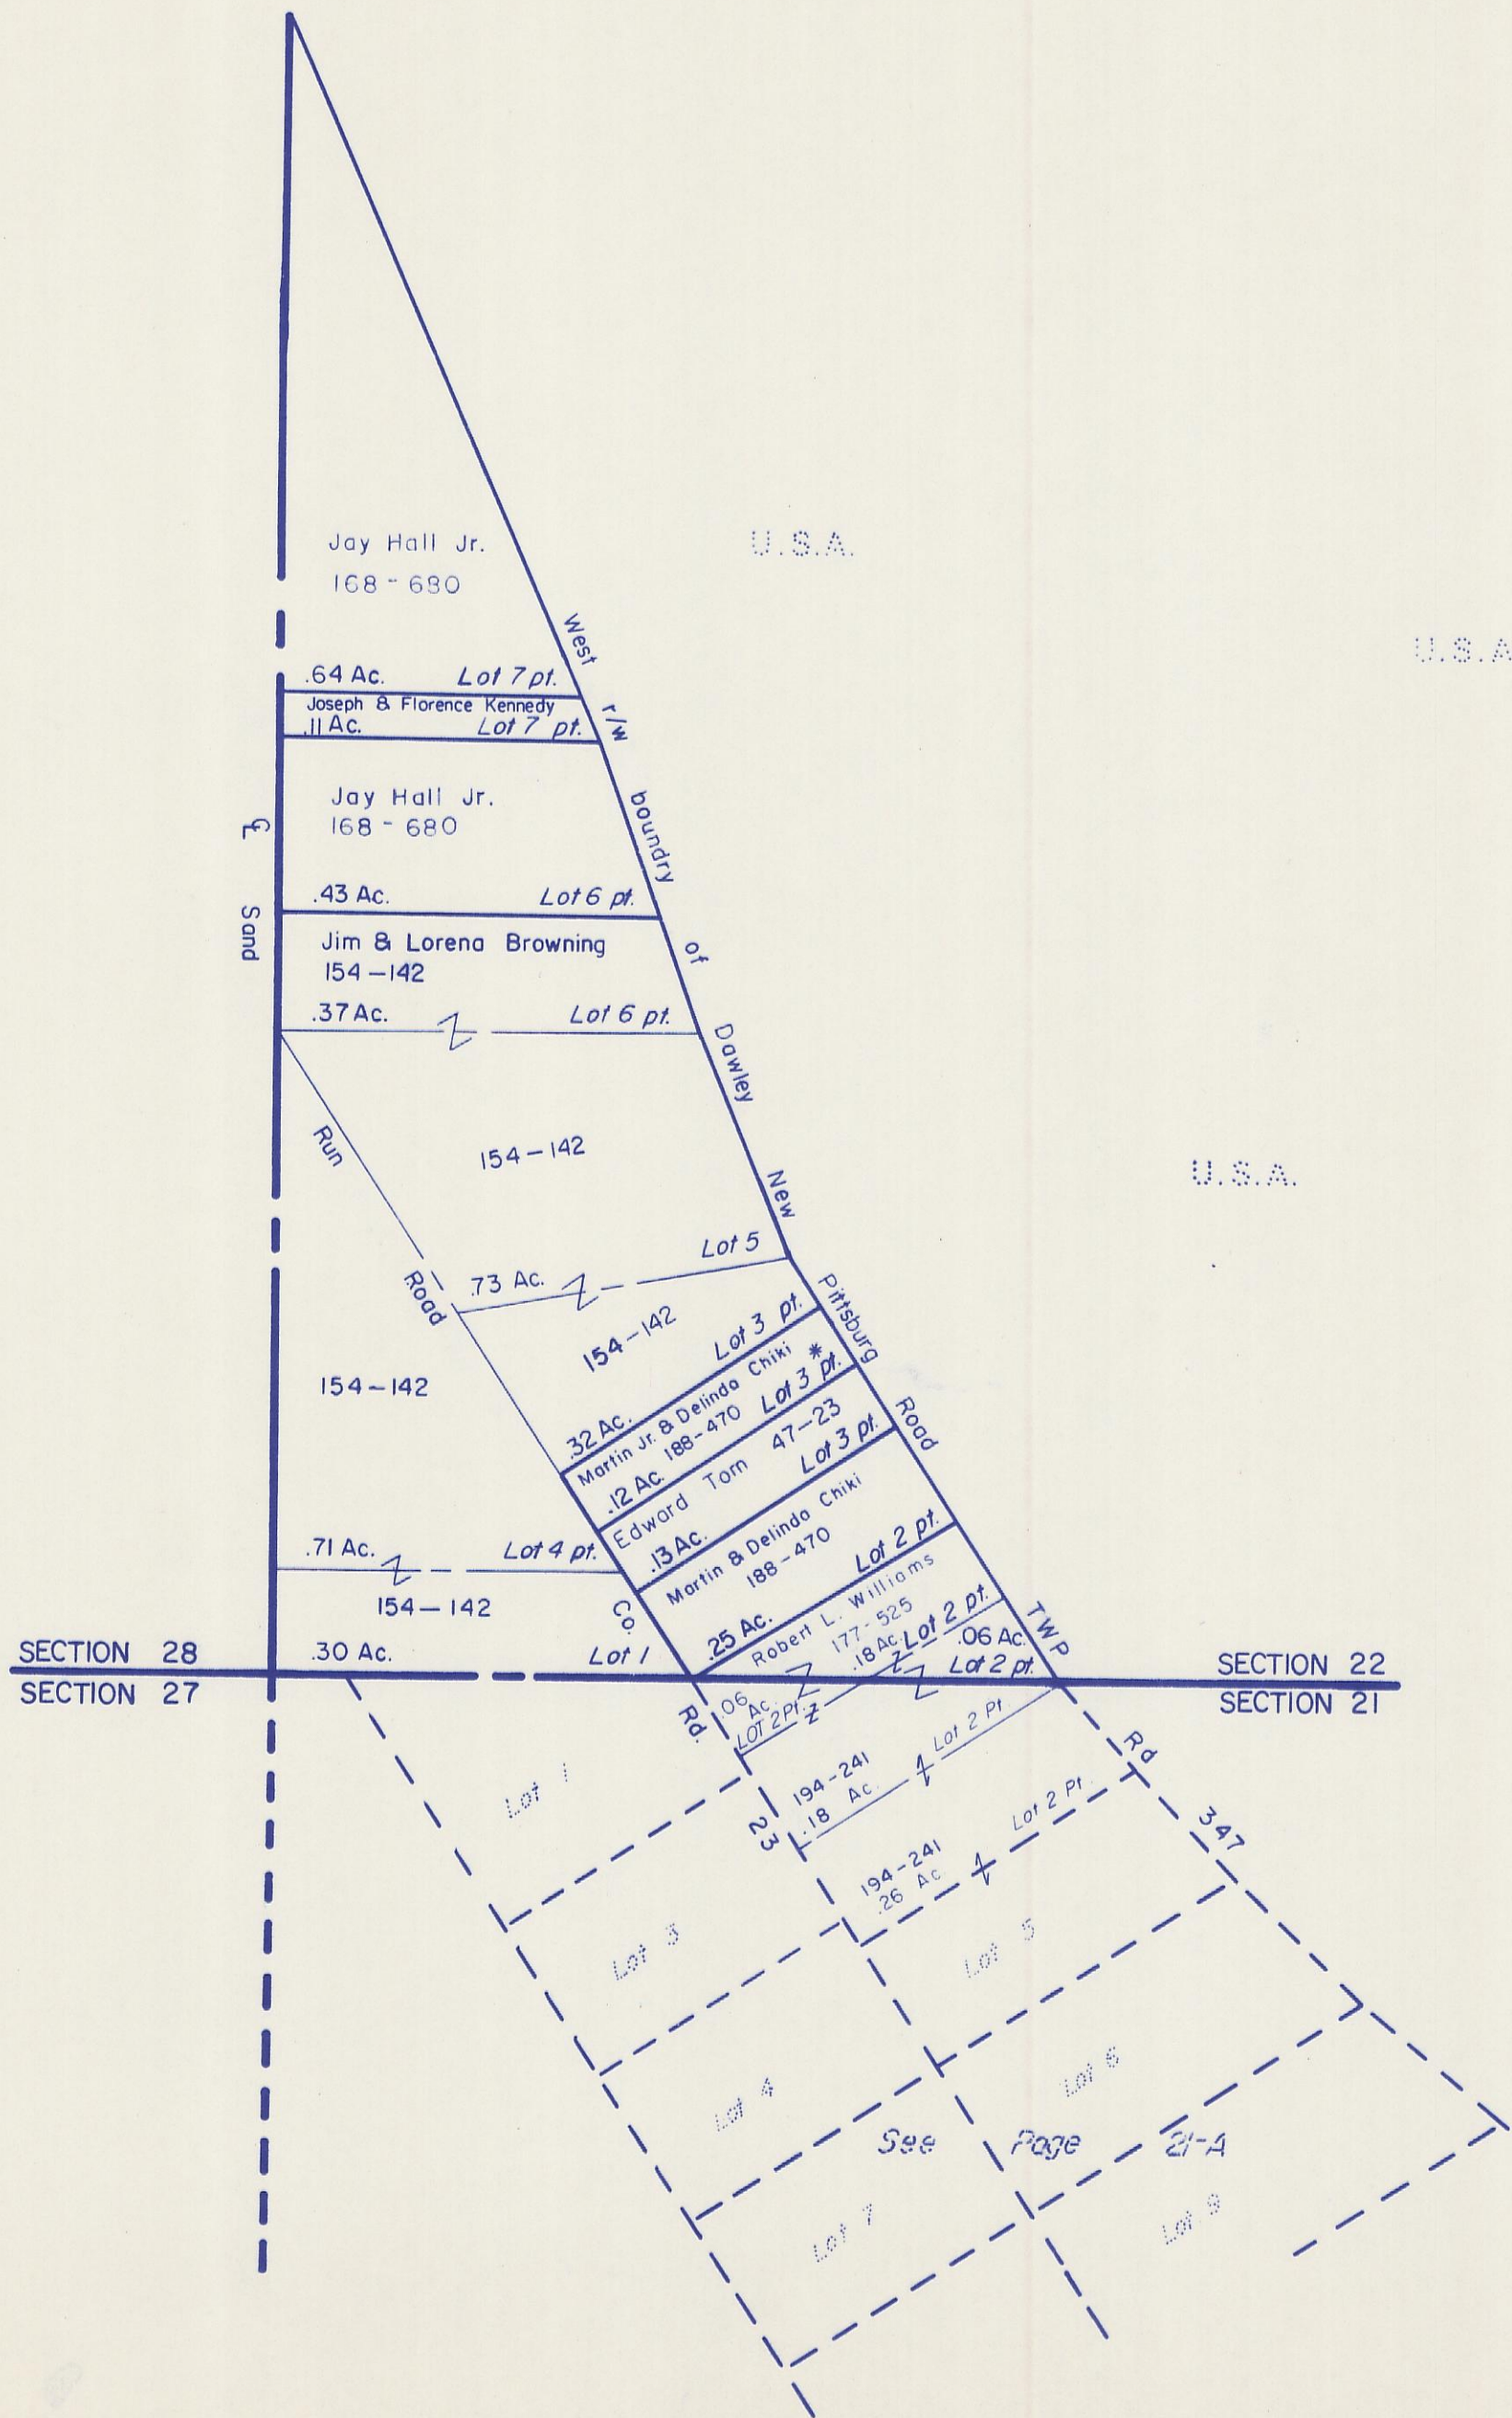 U.S.A.
Jay Hall Jr.
168-680
U.S.A.
.64 Ac. Lot 7 pt.
Joseph & Florence Kennedy
.11 Ac. Lot 7 pt.
Jay Hall Jr.
168-680
.43 Ac. Lot 6 pt.
Jim & Lorena Browning
154-142
.37 Ac. Lot 6 pt.
West r/w boundry of Dawley New Pittsburg Road
TWP Rd 347
℄ Sand Run Road Co. Rd. 23
154-142
U.S.A.
.73 Ac. Lot 5
154-142
.32 Ac. Lot 3 pt.
Martin Jr. & Delinda Chiki *
188-470
.12 Ac. Lot 3 pt.
Edward Torn 47-23
.13 Ac. Lot 3 pt.
Martin & Delinda Chiki
188-470
.25 Ac. Lot 2 pt.
154-142
.71 Ac. Lot 4 pt.
154-142
.30 Ac. Lot 1
Robert L. Williams
177-525
.18 Ac. Lot 2 pt.
.06 Ac.
Lot 2 pt.
SECTION 28
SECTION 27
SECTION 22
SECTION 21
.06
Ac.
LOT 2 Pt.
194-241
.18 Ac. Lot 2 Pt.
194-241
.26 Ac Lot 2 Pt.
Lot 1
Lot 3
Lot 5
Lot 4
Lot 6
See Page 21-A
Lot 7
Lot 9